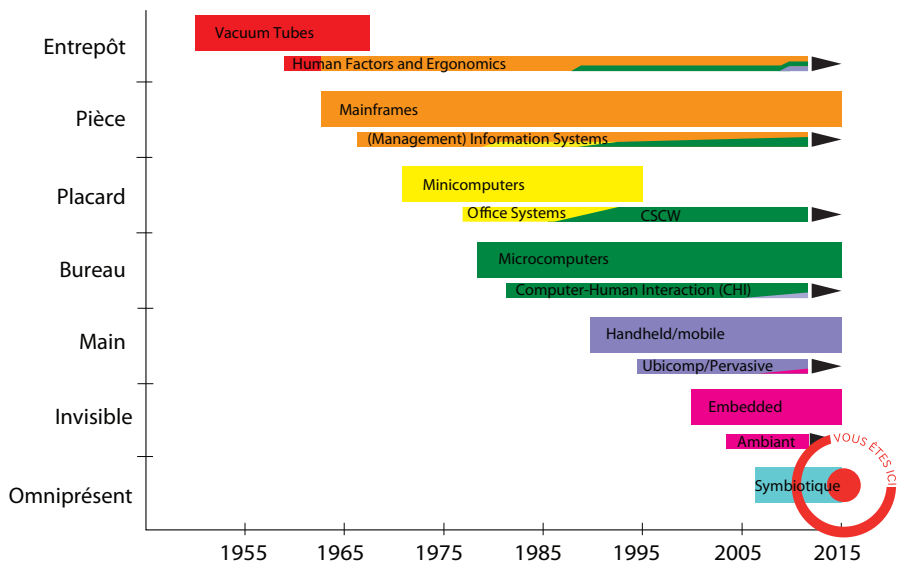 Entrepôt
Vacuum Tubes
Human Factors and Ergonomics
Pièce
Mainframes
(Management) Information Systems
Placard
Minicomputers
Office Systems
CSCW
Bureau
Microcomputers
Computer-Human Interaction (CHI)
Main
Handheld/mobile
Ubicomp/Pervasive
Invisible
Embedded
Ambiant
VOUS ÊTES ICI
Omniprésent
Symbiotique
1955 1965 1975 1985 1995 2005 2015